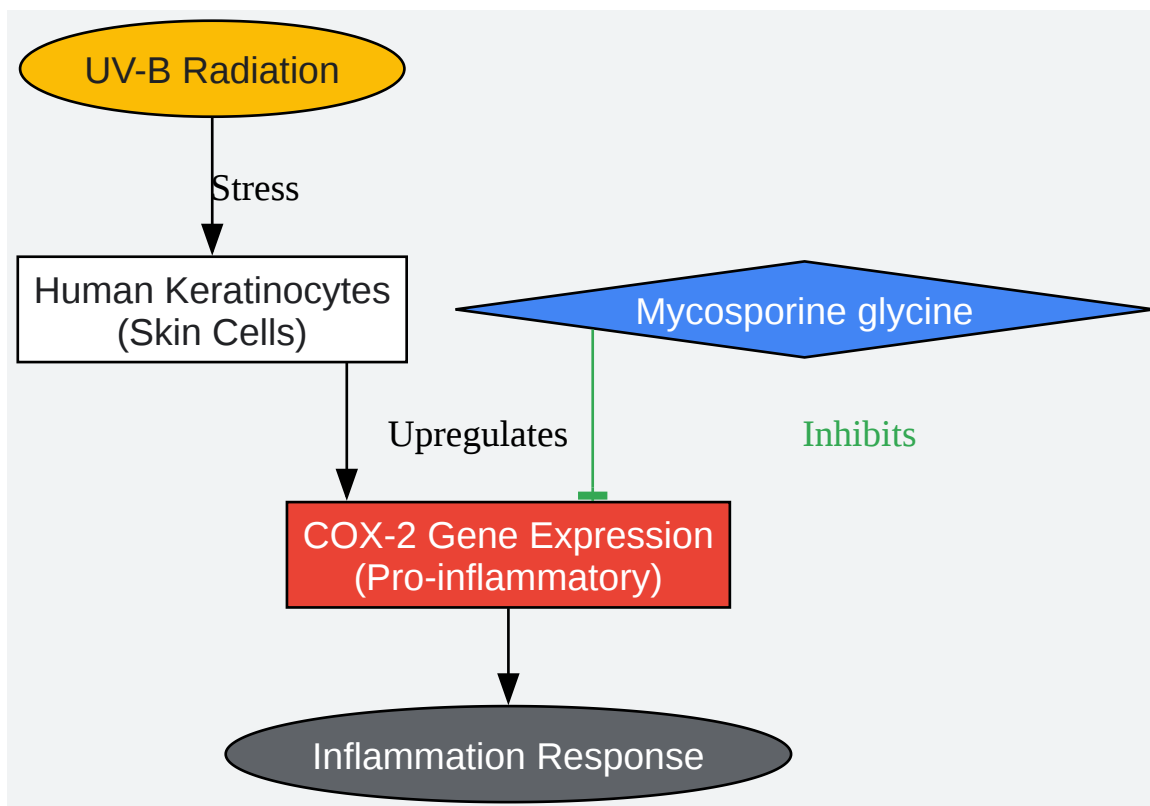 UV-B Radiation
Stress
Human Keratinocytes
(Skin Cells)
Mycosporine glycine
Upregulates
Inhibits
COX-2 Gene Expression
(Pro-inflammatory)
Inflammation Response